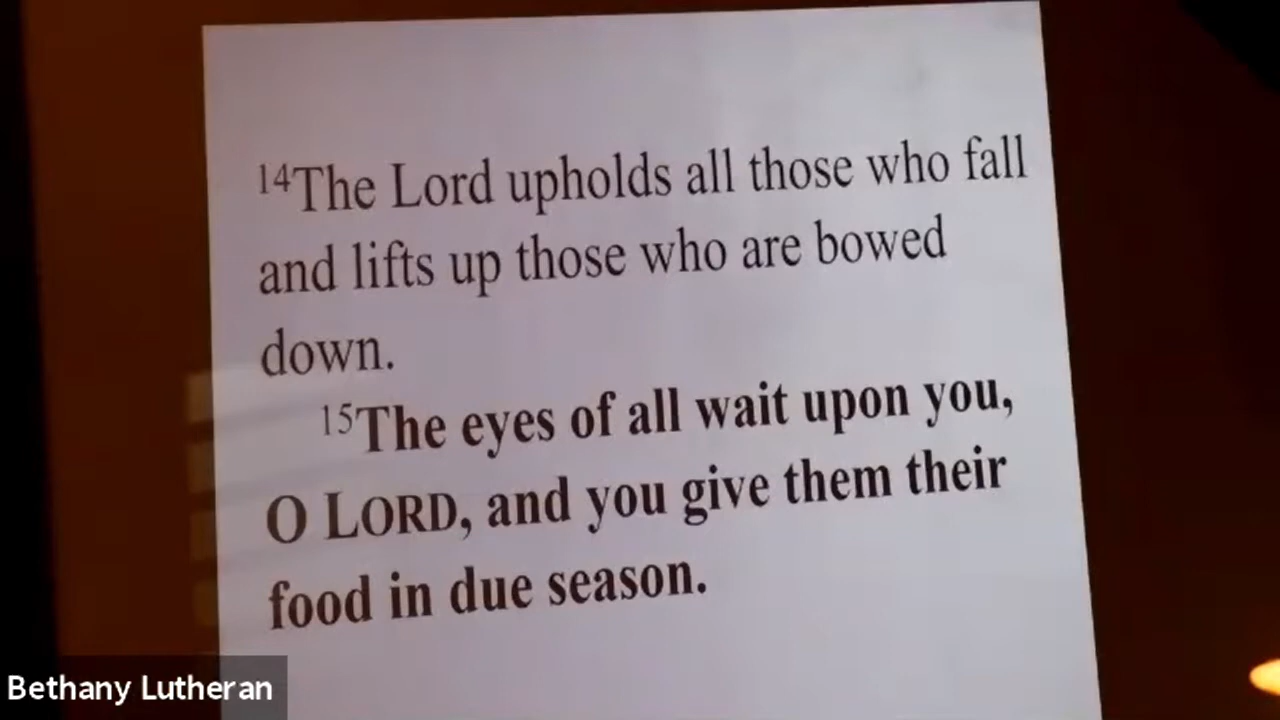 14The Lord upholds all those who fall
and lifts up those who are bowed
down.
15The eyes of all wait upon you,
O LORD, and you give them their
food in due season.
Bethany Lutheran